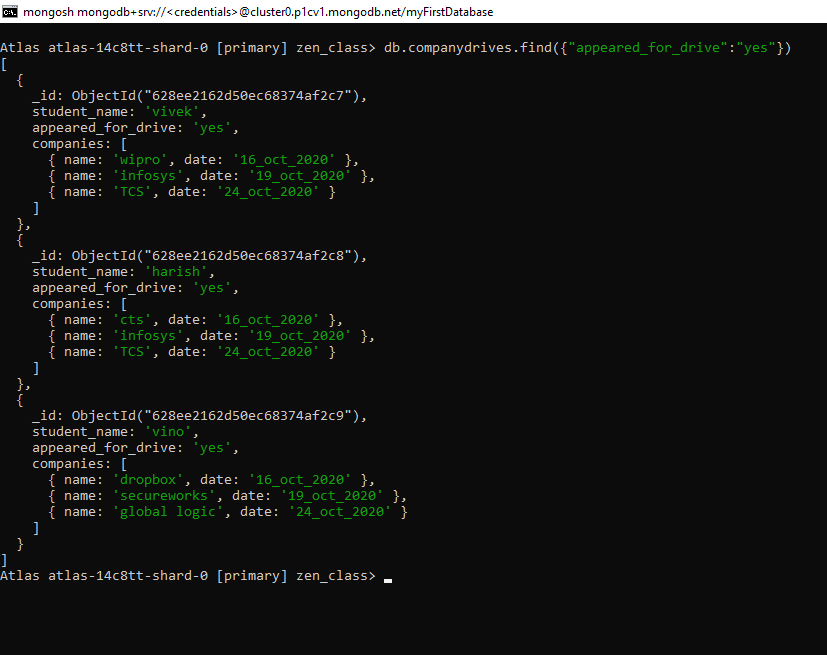 mongosh mongodb+srv://<credentials>@cluster0.p1cv1.mongodb.net/myFirstDatabase
Atlas atlas-14c8tt-shard-0 [primary] zen_class> db.companydrives.find({"appeared_for_drive":"yes"})
[
  {
    _id: ObjectId("628ee2162d50ec68374af2c7"),
    student_name: 'vivek',
    appeared_for_drive: 'yes',
    companies: [
      { name: 'wipro', date: '16_oct_2020' },
      { name: 'infosys', date: '19_oct_2020' },
      { name: 'TCS', date: '24_oct_2020' }
    ]
  },
  {
    _id: ObjectId("628ee2162d50ec68374af2c8"),
    student_name: 'harish',
    appeared_for_drive: 'yes',
    companies: [
      { name: 'cts', date: '16_oct_2020' },
      { name: 'infosys', date: '19_oct_2020' },
      { name: 'TCS', date: '24_oct_2020' }
    ]
  },
  {
    _id: ObjectId("628ee2162d50ec68374af2c9"),
    student_name: 'vino',
    appeared_for_drive: 'yes',
    companies: [
      { name: 'dropbox', date: '16_oct_2020' },
      { name: 'secureworks', date: '19_oct_2020' },
      { name: 'global logic', date: '24_oct_2020' }
    ]
  }
]
Atlas atlas-14c8tt-shard-0 [primary] zen_class>